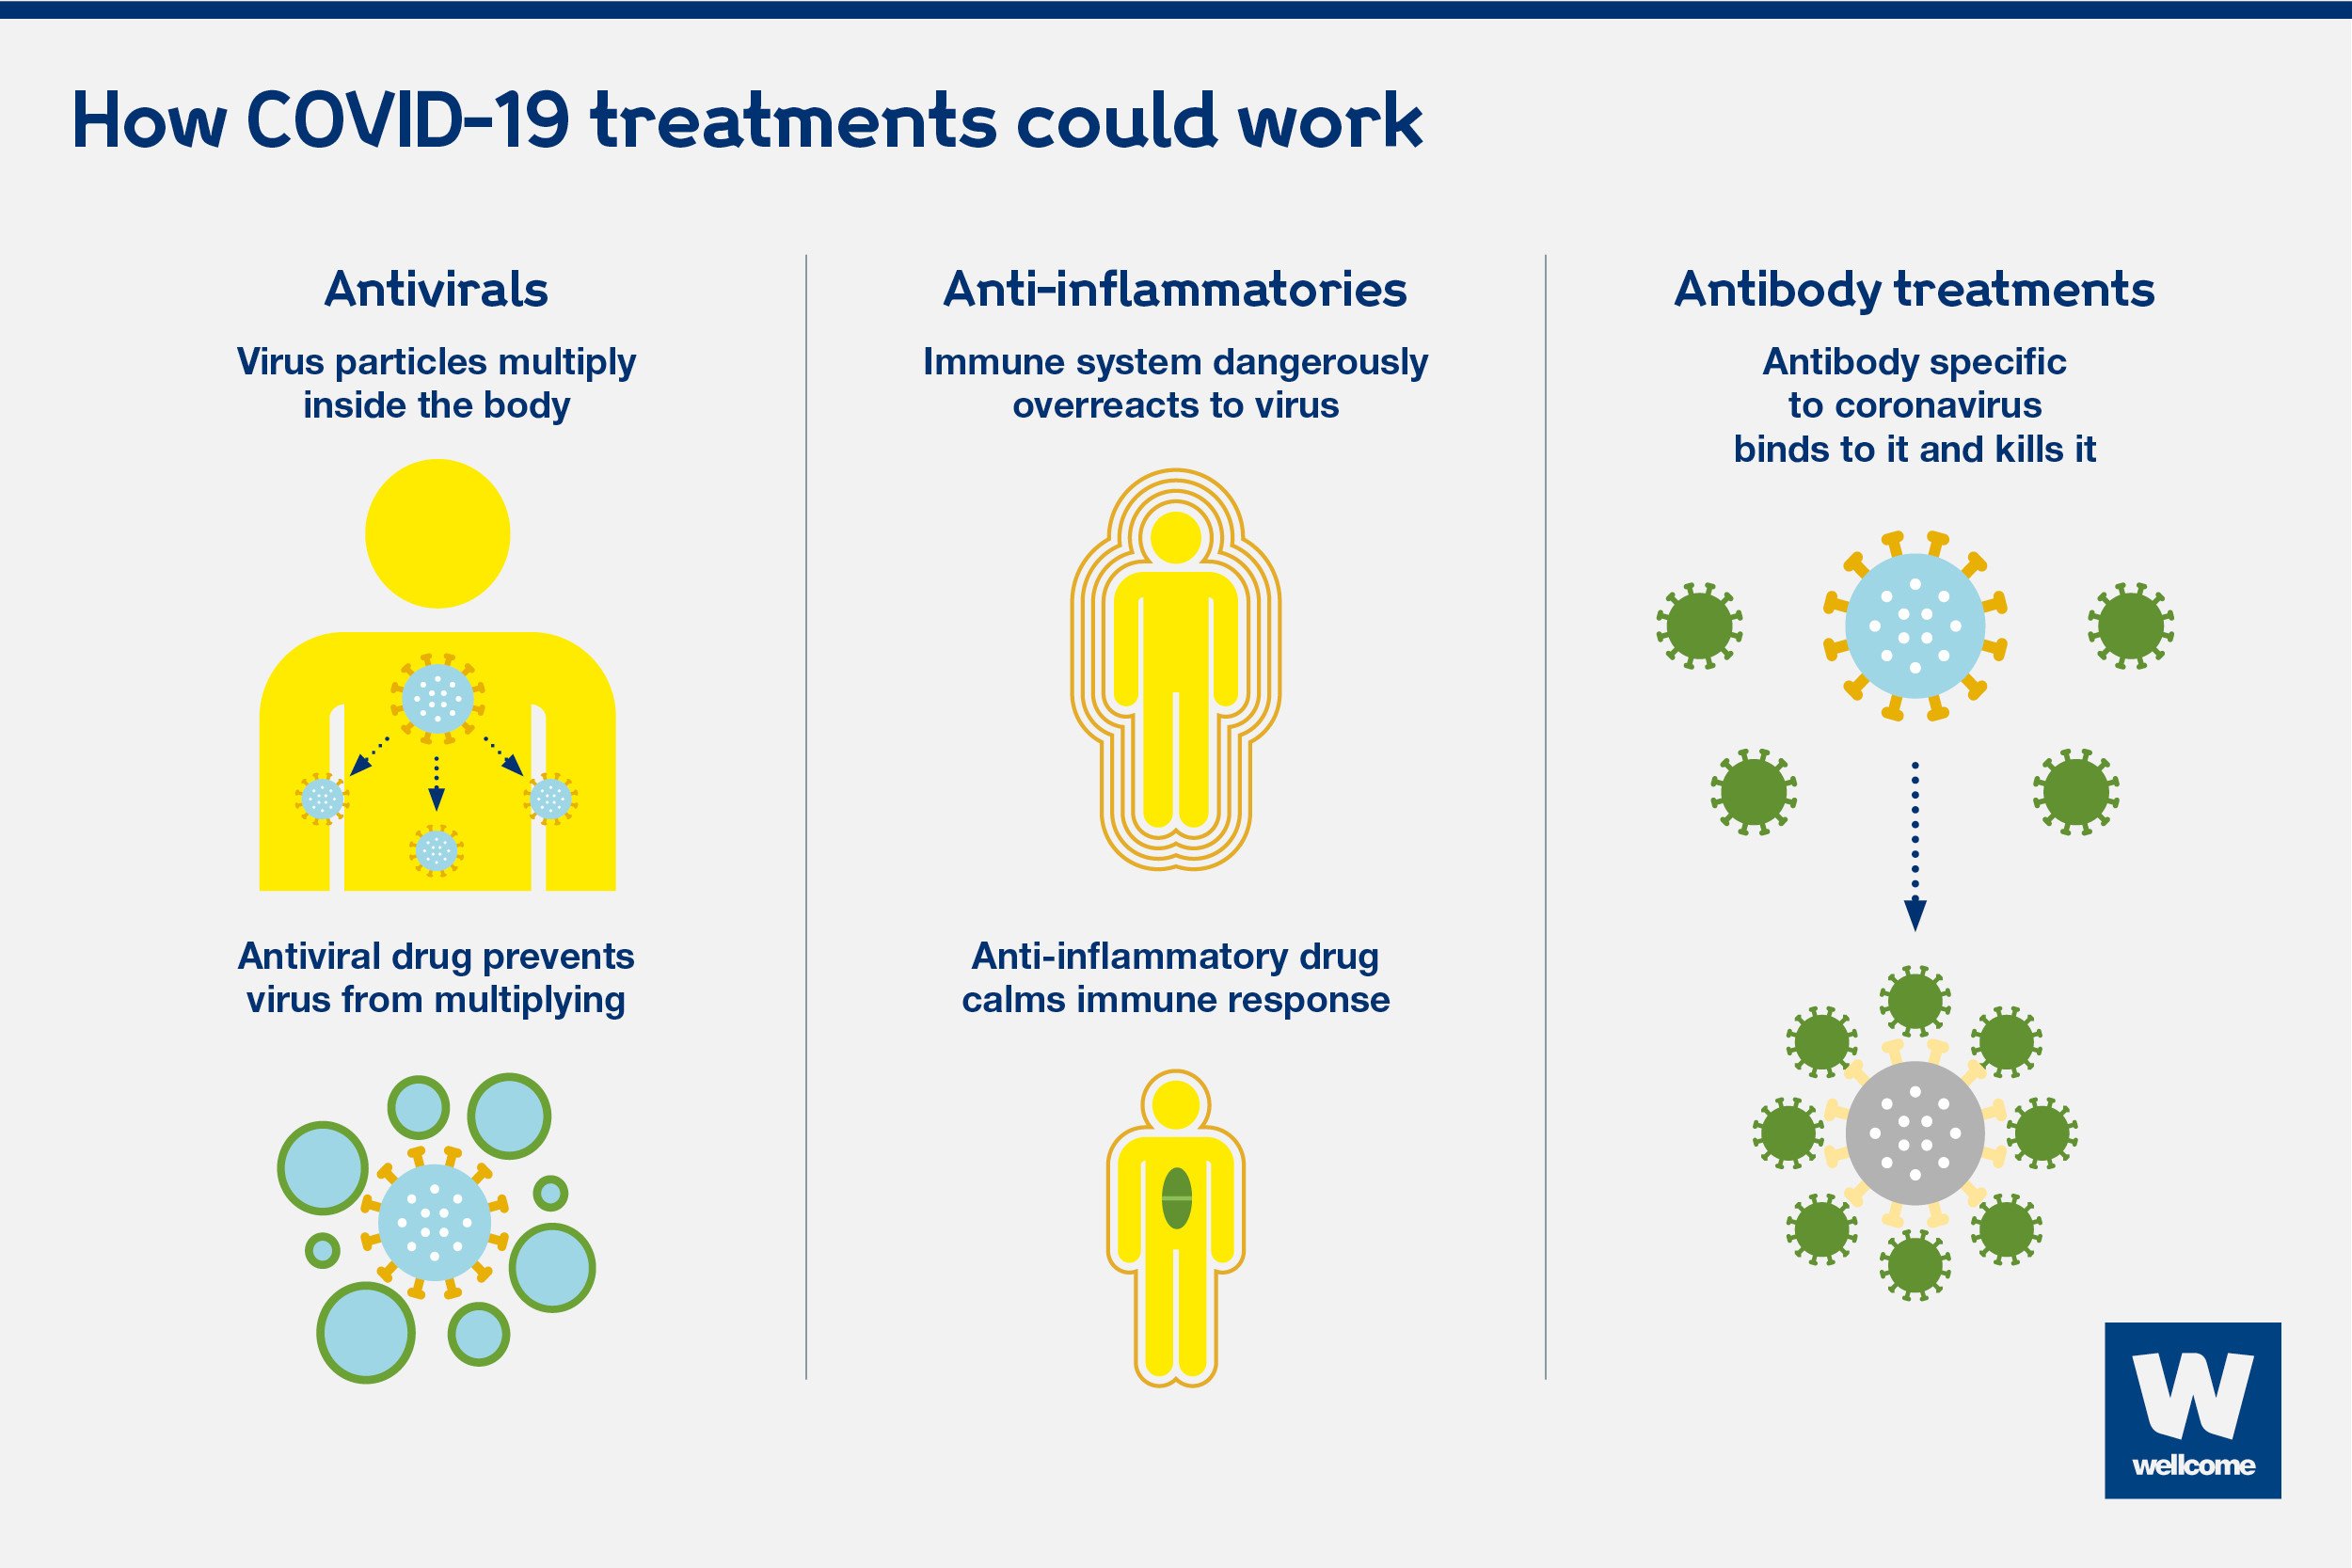 How COVID-19 treatments could work
Antivirals
Virus particles multiply
inside the body
Antiviral drug prevents
virus from multiplying
Anti-inflammatories
Immune system dangerously
overreacts to virus
Anti-inflammatory drug
calms immune response
Antibody treatments
Antibody specific
to coronavirus
binds to it and kills it
W
wellcome